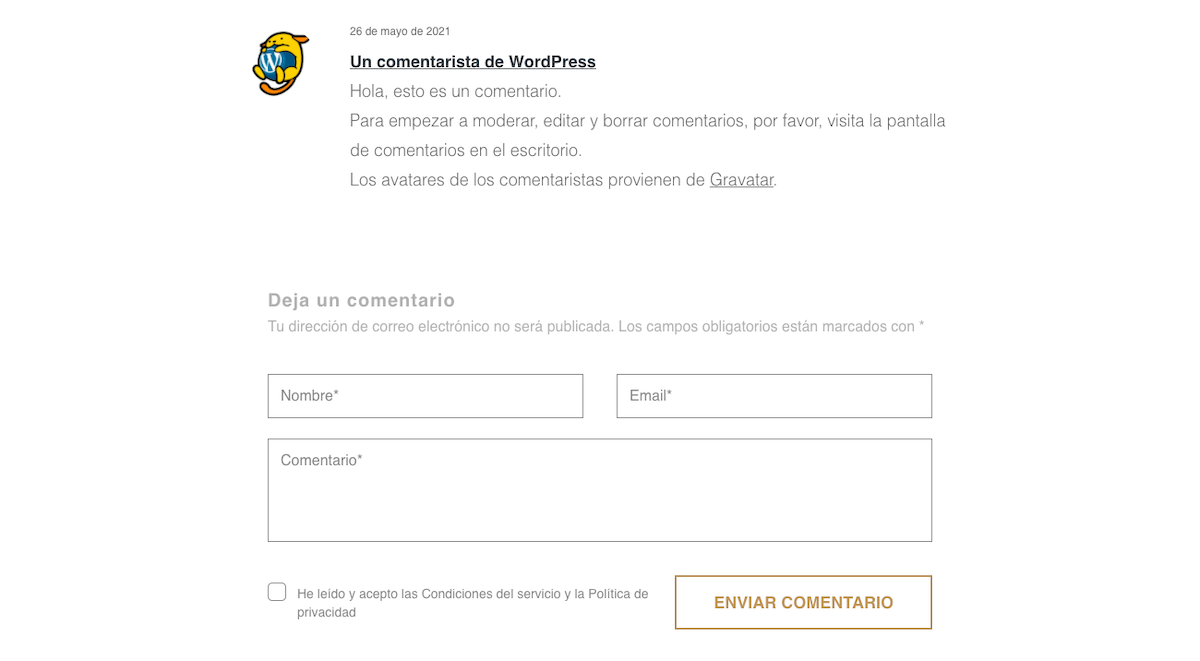 26 de mayo de 2021
Un comentarista de WordPress
Hola, esto es un comentario.
Para empezar a moderar, editar y borrar comentarios, por favor, visita la pantalla
de comentarios en el escritorio.
Los avatares de los comentaristas provienen de Gravatar.
Deja un comentario
Tu dirección de correo electrónico no será publicada. Los campos obligatorios están marcados con *
Nombre*
Email*
Comentario*
He leído y acepto las Condiciones del servicio y la Política de
privacidad
ENVIAR COMENTARIO